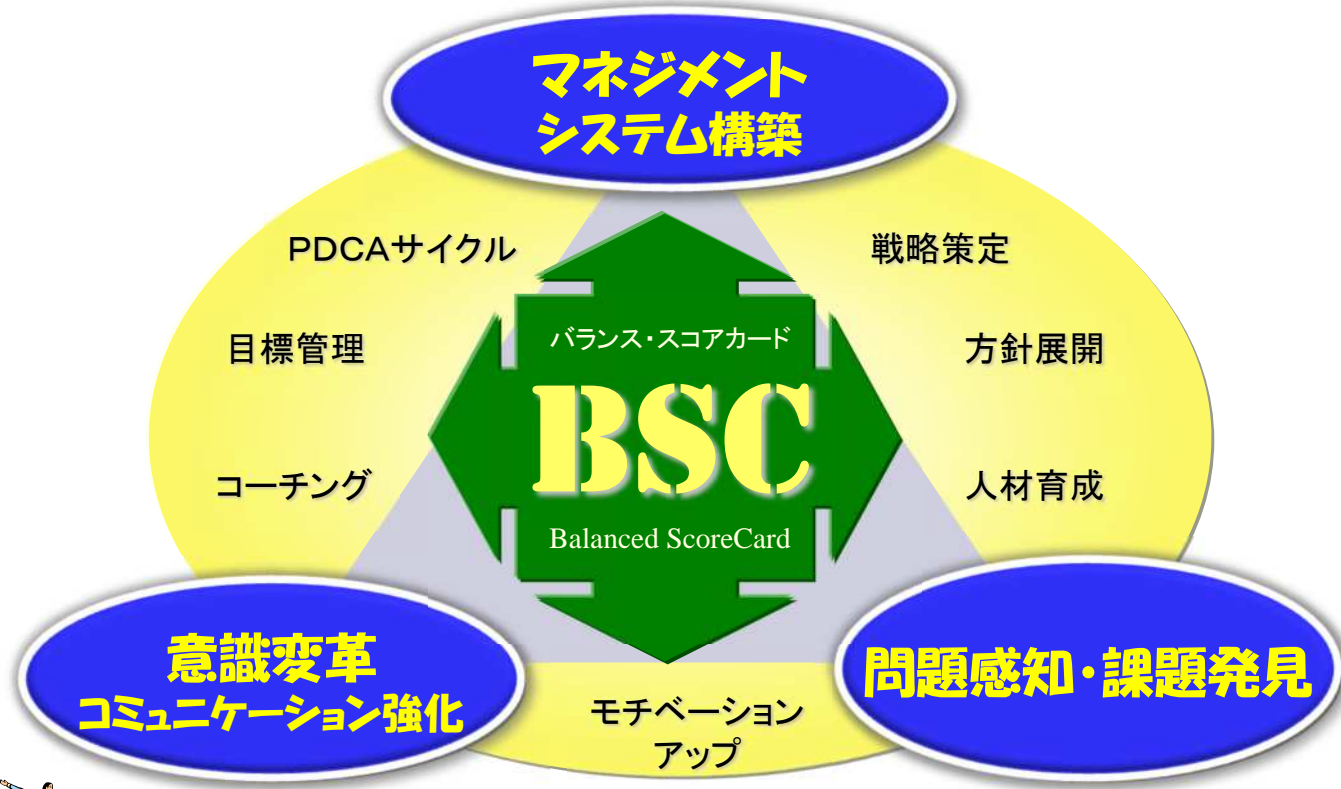 マネジメント
システム構築
PDCAサイクル
戦略策定
バランス・スコアカード
目標管理
方針展開
BSC
コーチング
人材育成
Balanced ScoreCard
意識変革
コミュニケーション強化
問題感知・課題発見
モチベーション
アップ